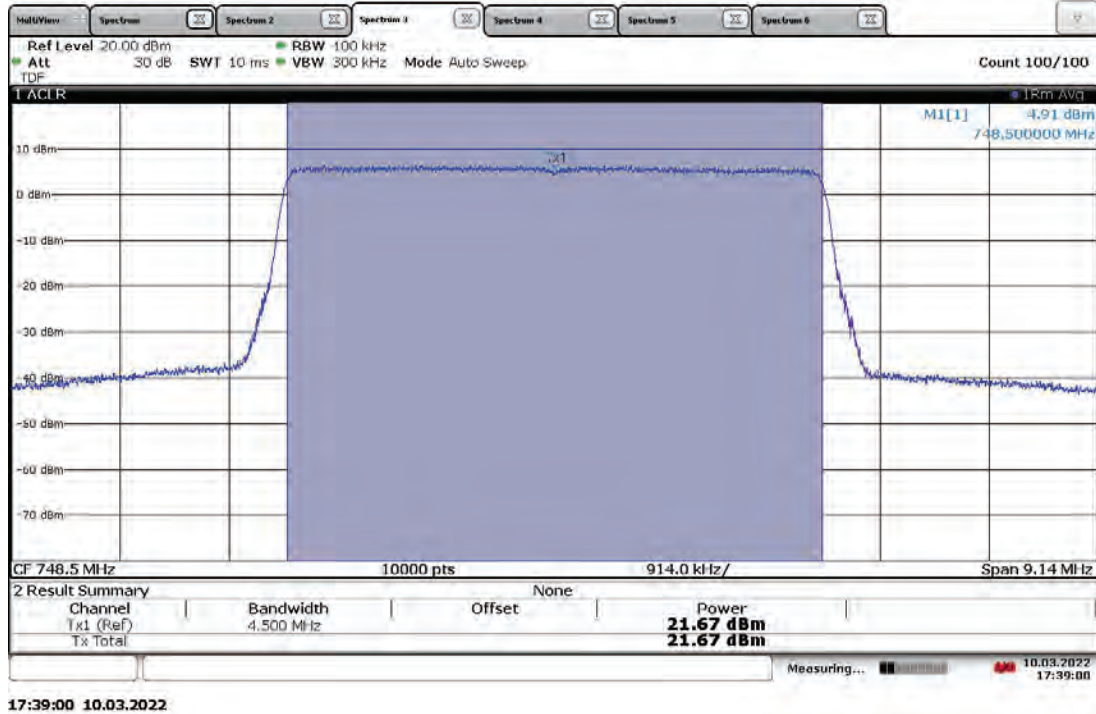 MultiView Spectrum Spectrum 2 Spectrum 3 Spectrum 4 Spectrum 5 Spectrum 6
Ref Level 20.00 dBm RBW 100 kHz
Att 30 dB SWT 10 ms VBW 300 kHz Mode Auto Sweep Count 100/100
TDF
1 ACLR 1Rm Avg
M1[1] 4.91 dBm
748.500000 MHz
10 dBm
Tx1
0 dBm
-10 dBm
-20 dBm
-30 dBm
-40 dBm
-50 dBm
-60 dBm
-70 dBm
CF 748.5 MHz 10000 pts 914.0 kHz/ Span 9.14 MHz
2 Result Summary None
Channel Bandwidth Offset Power
Tx1 (Ref) 4.500 MHz 21.67 dBm
Tx Total 21.67 dBm
Measuring... 10.03.2022
17:39:00
17:39:00 10.03.2022